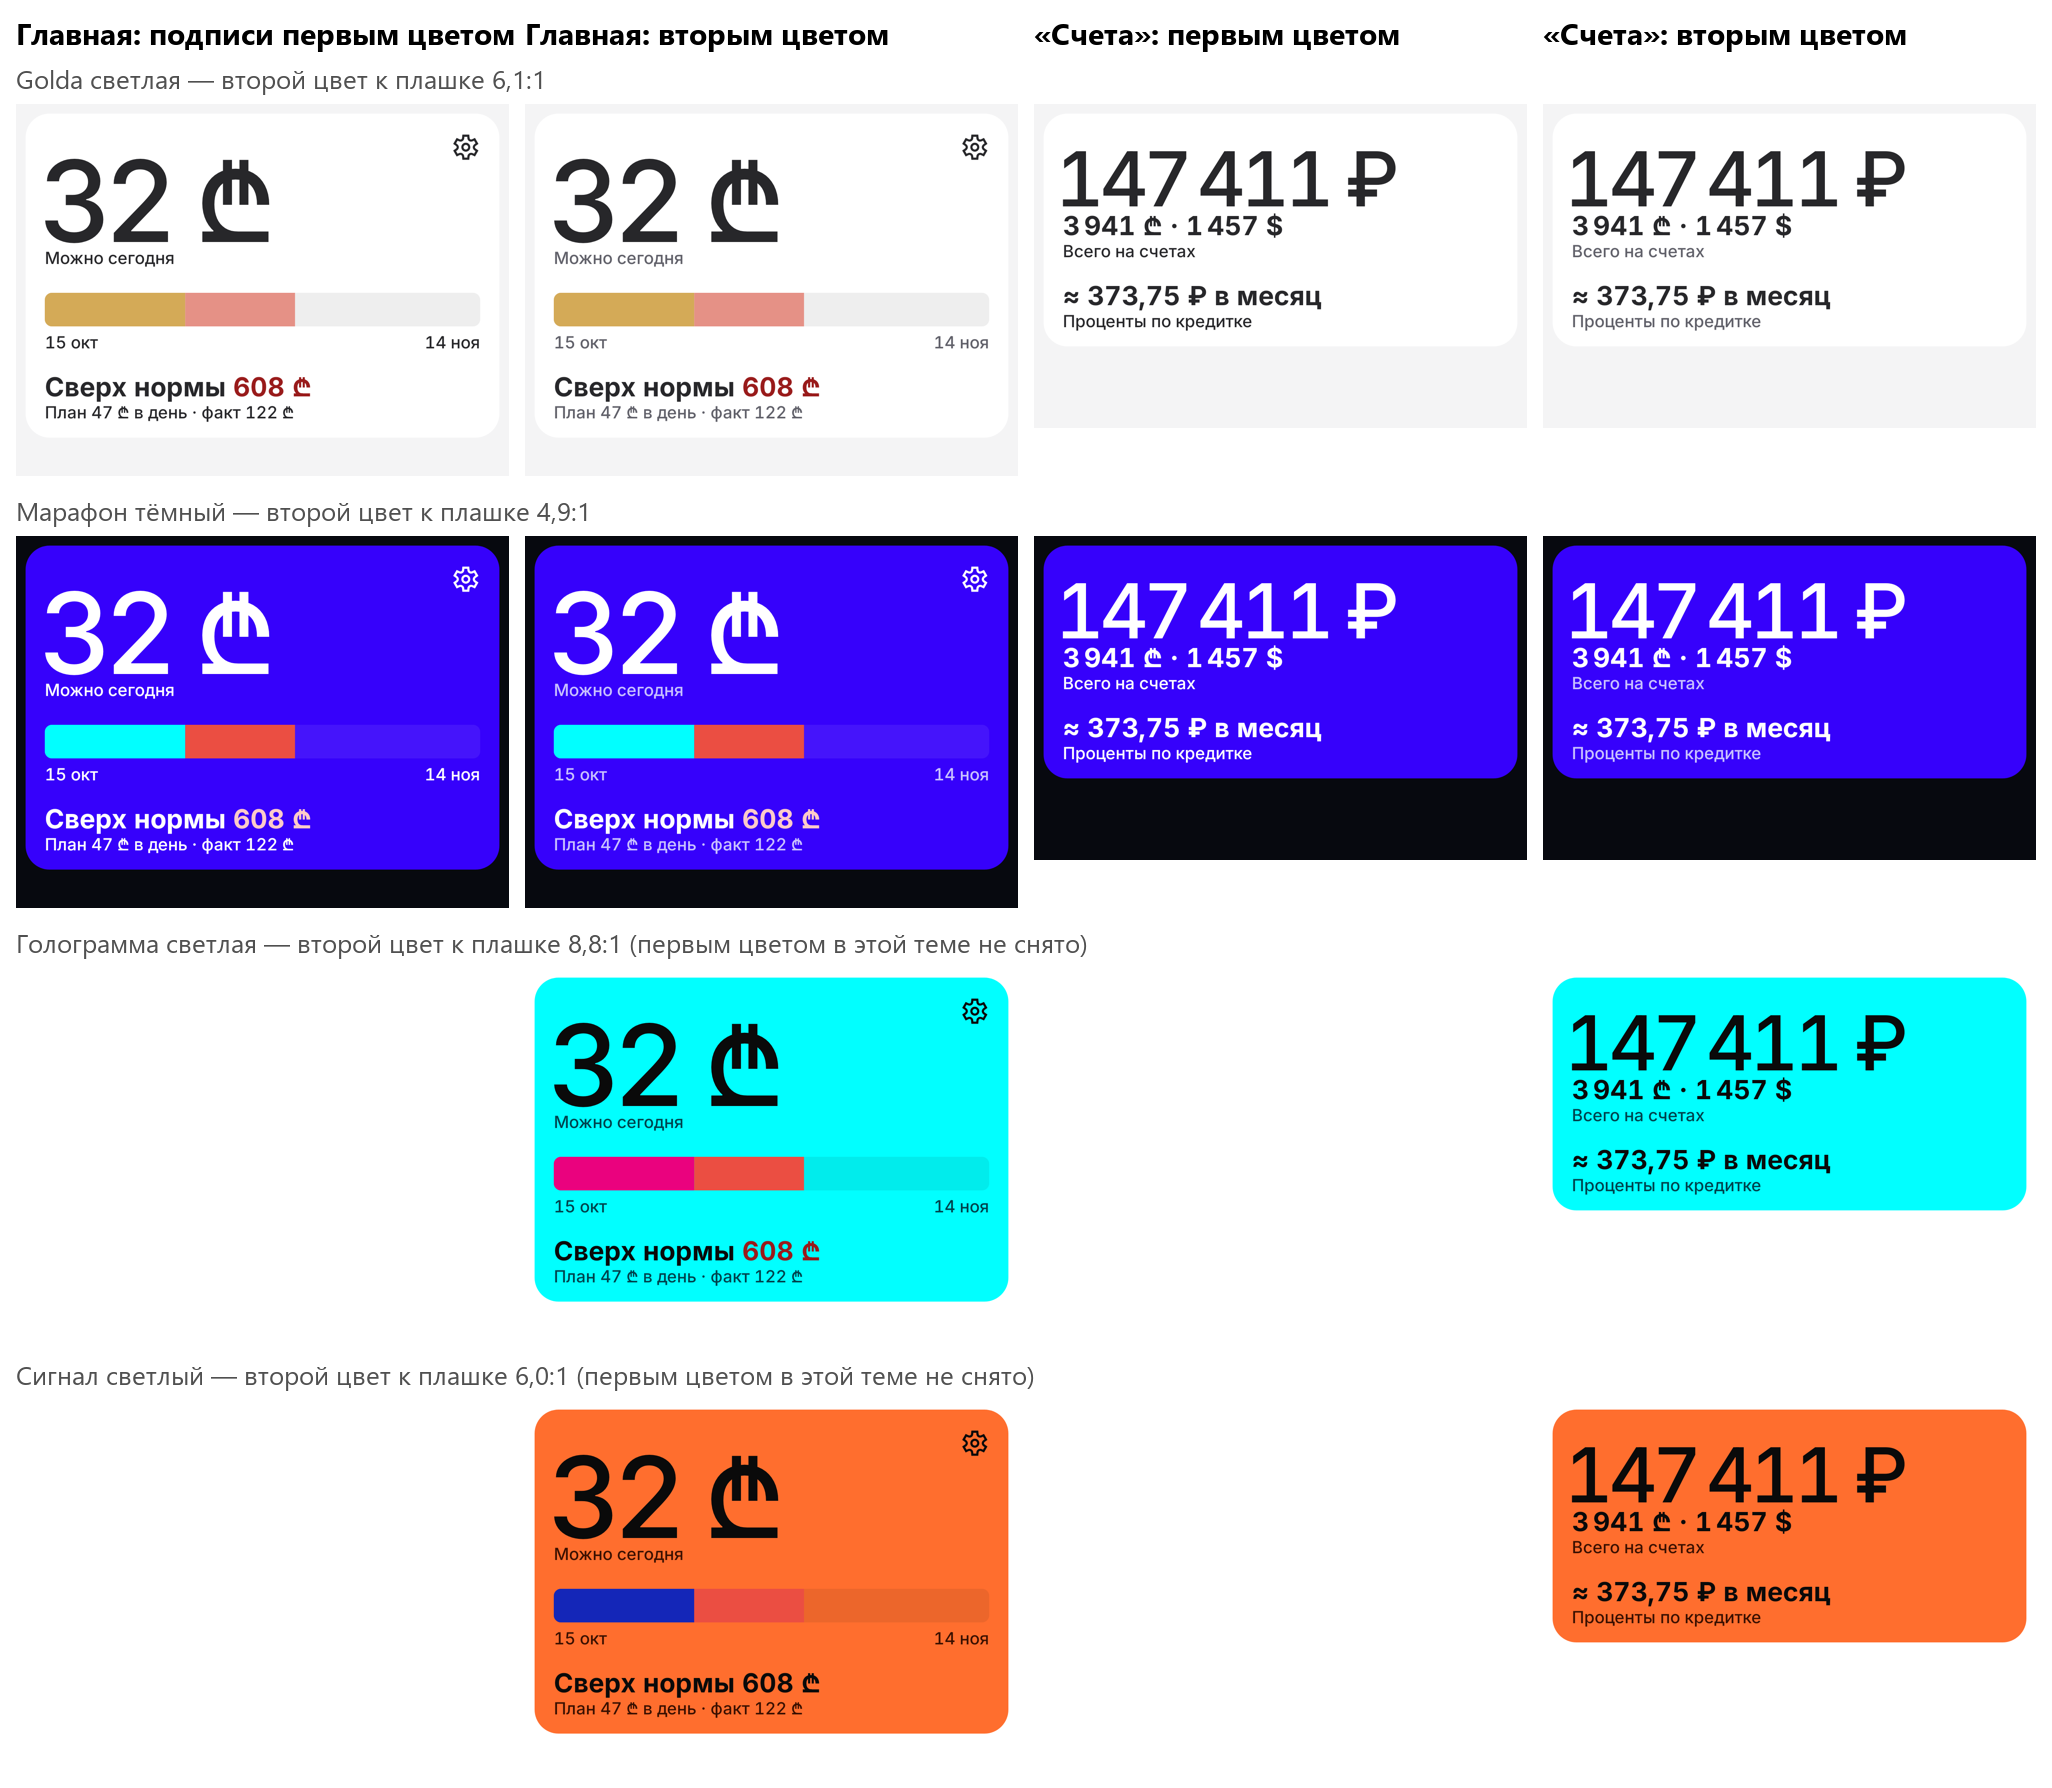 Главная: подписи первым цветом Главная: вторым цветом «Счета»: первым цветом «Счета»: вторым цветом
Golda светлая — второй цвет к плашке 6,1:1
32 ₾
Можно сегодня
15 окт 14 ноя
Сверх нормы 608 ₾
План 47 ₾ в день · факт 122 ₾
32 ₾
Можно сегодня
15 окт 14 ноя
Сверх нормы 608 ₾
План 47 ₾ в день · факт 122 ₾
147 411 ₽
3 941 ₾ · 1 457 $
Всего на счетах
≈ 373,75 ₽ в месяц
Проценты по кредитке
147 411 ₽
3 941 ₾ · 1 457 $
Всего на счетах
≈ 373,75 ₽ в месяц
Проценты по кредитке
Марафон тёмный — второй цвет к плашке 4,9:1
32 ₾
Можно сегодня
15 окт 14 ноя
Сверх нормы 608 ₾
План 47 ₾ в день · факт 122 ₾
32 ₾
Можно сегодня
15 окт 14 ноя
Сверх нормы 608 ₾
План 47 ₾ в день · факт 122 ₾
147 411 ₽
3 941 ₾ · 1 457 $
Всего на счетах
≈ 373,75 ₽ в месяц
Проценты по кредитке
147 411 ₽
3 941 ₾ · 1 457 $
Всего на счетах
≈ 373,75 ₽ в месяц
Проценты по кредитке
Голограмма светлая — второй цвет к плашке 8,8:1 (первым цветом в этой теме не снято)
32 ₾
Можно сегодня
15 окт 14 ноя
Сверх нормы 608 ₾
План 47 ₾ в день · факт 122 ₾
147 411 ₽
3 941 ₾ · 1 457 $
Всего на счетах
≈ 373,75 ₽ в месяц
Проценты по кредитке
Сигнал светлый — второй цвет к плашке 6,0:1 (первым цветом в этой теме не снято)
32 ₾
Можно сегодня
15 окт 14 ноя
Сверх нормы 608 ₾
План 47 ₾ в день · факт 122 ₾
147 411 ₽
3 941 ₾ · 1 457 $
Всего на счетах
≈ 373,75 ₽ в месяц
Проценты по кредитке